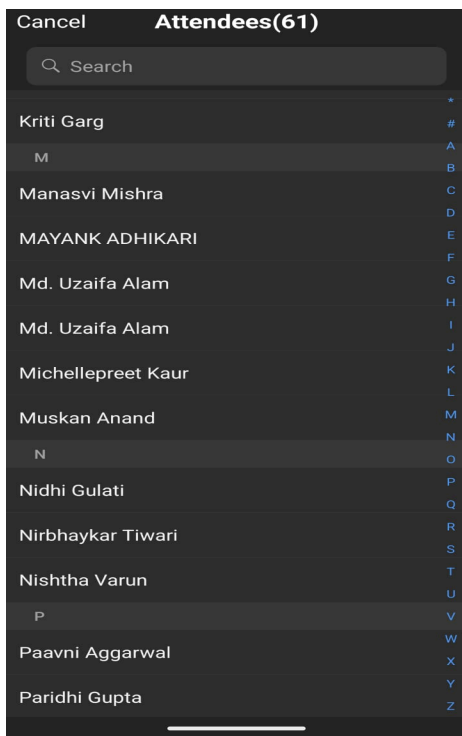 Cancel Attendees(61)
Search
Kriti Garg
M
Manasvi Mishra
MAYANK ADHIKARI
Md. Uzaifa Alam
Md. Uzaifa Alam
Michellepreet Kaur
Muskan Anand
N
Nidhi Gulati
Nirbhaykar Tiwari
Nishtha Varun
P
Paavni Aggarwal
Paridhi Gupta
*
#
A
B
C
D
E
F
G
H
I
J
K
L
M
N
O
P
Q
R
S
T
U
V
W
X
Y
Z